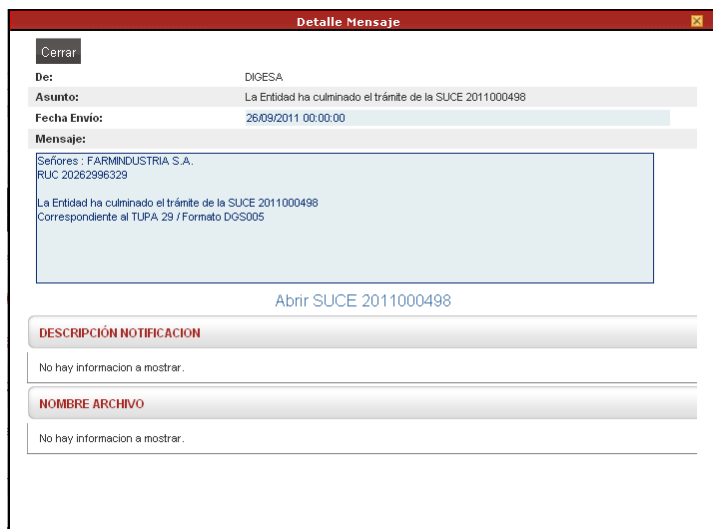 Detalle Mensaje
Cerrar
De: DIGESA
Asunto: La Entidad ha culminado el trámite de la SUCE 2011000498
Fecha Envío: 26/09/2011 00:00:00
Mensaje:
Señores : FARMINDUSTRIA S.A.
RUC 20262996329
La Entidad ha culminado el trámite de la SUCE 2011000498
Correspondiente al TUPA 29 / Formato DGS005
Abrir SUCE 2011000498
DESCRIPCIÓN NOTIFICACION
No hay informacion a mostrar.
NOMBRE ARCHIVO
No hay informacion a mostrar.